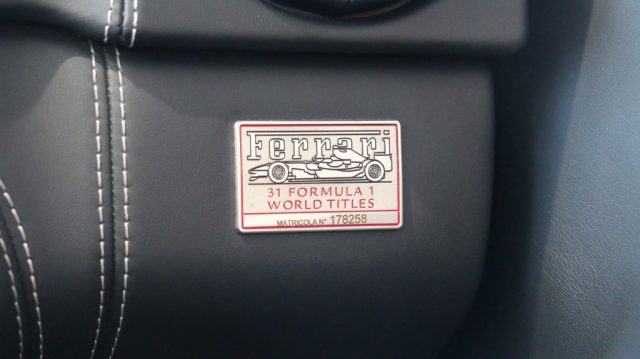 Ferrari
31 FORMULA 1
WORLD TITLES
MATRICOLA N° 178258